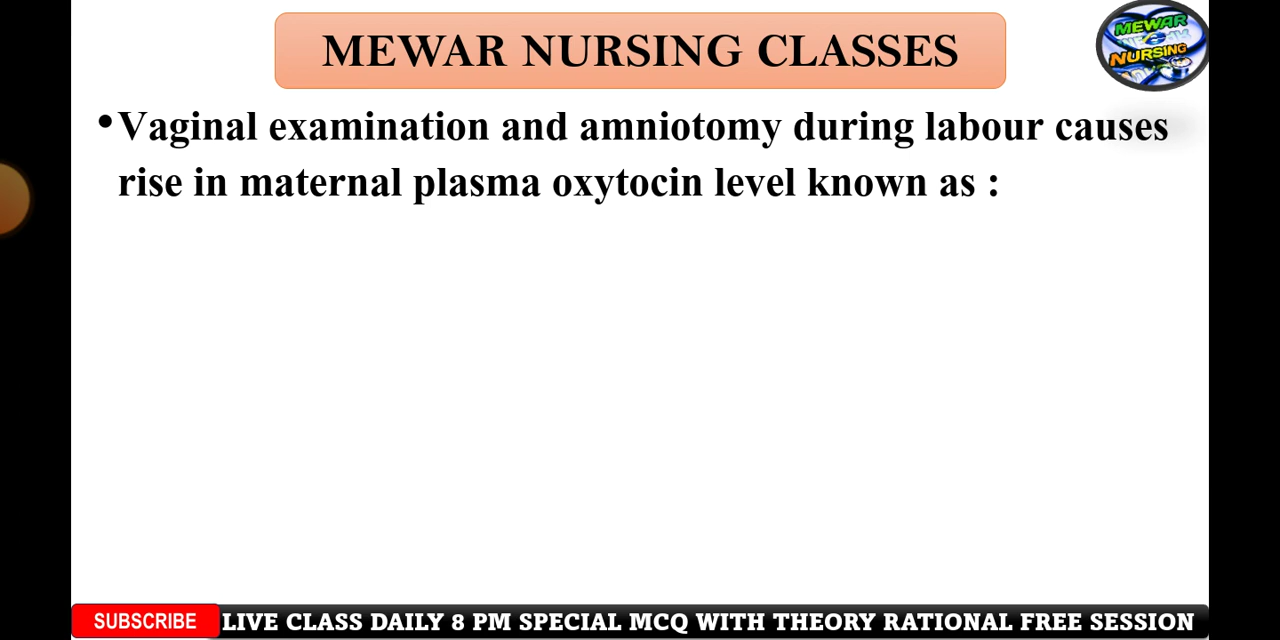 MEWAR NURSING CLASSES
MEWAR
NURSING
•Vaginal examination and amniotomy during labour causes
rise in maternal plasma oxytocin level known as :
SUBSCRIBE
LIVE CLASS DAILY 8 PM SPECIAL MCQ WITH THEORY RATIONAL FREE SESSION